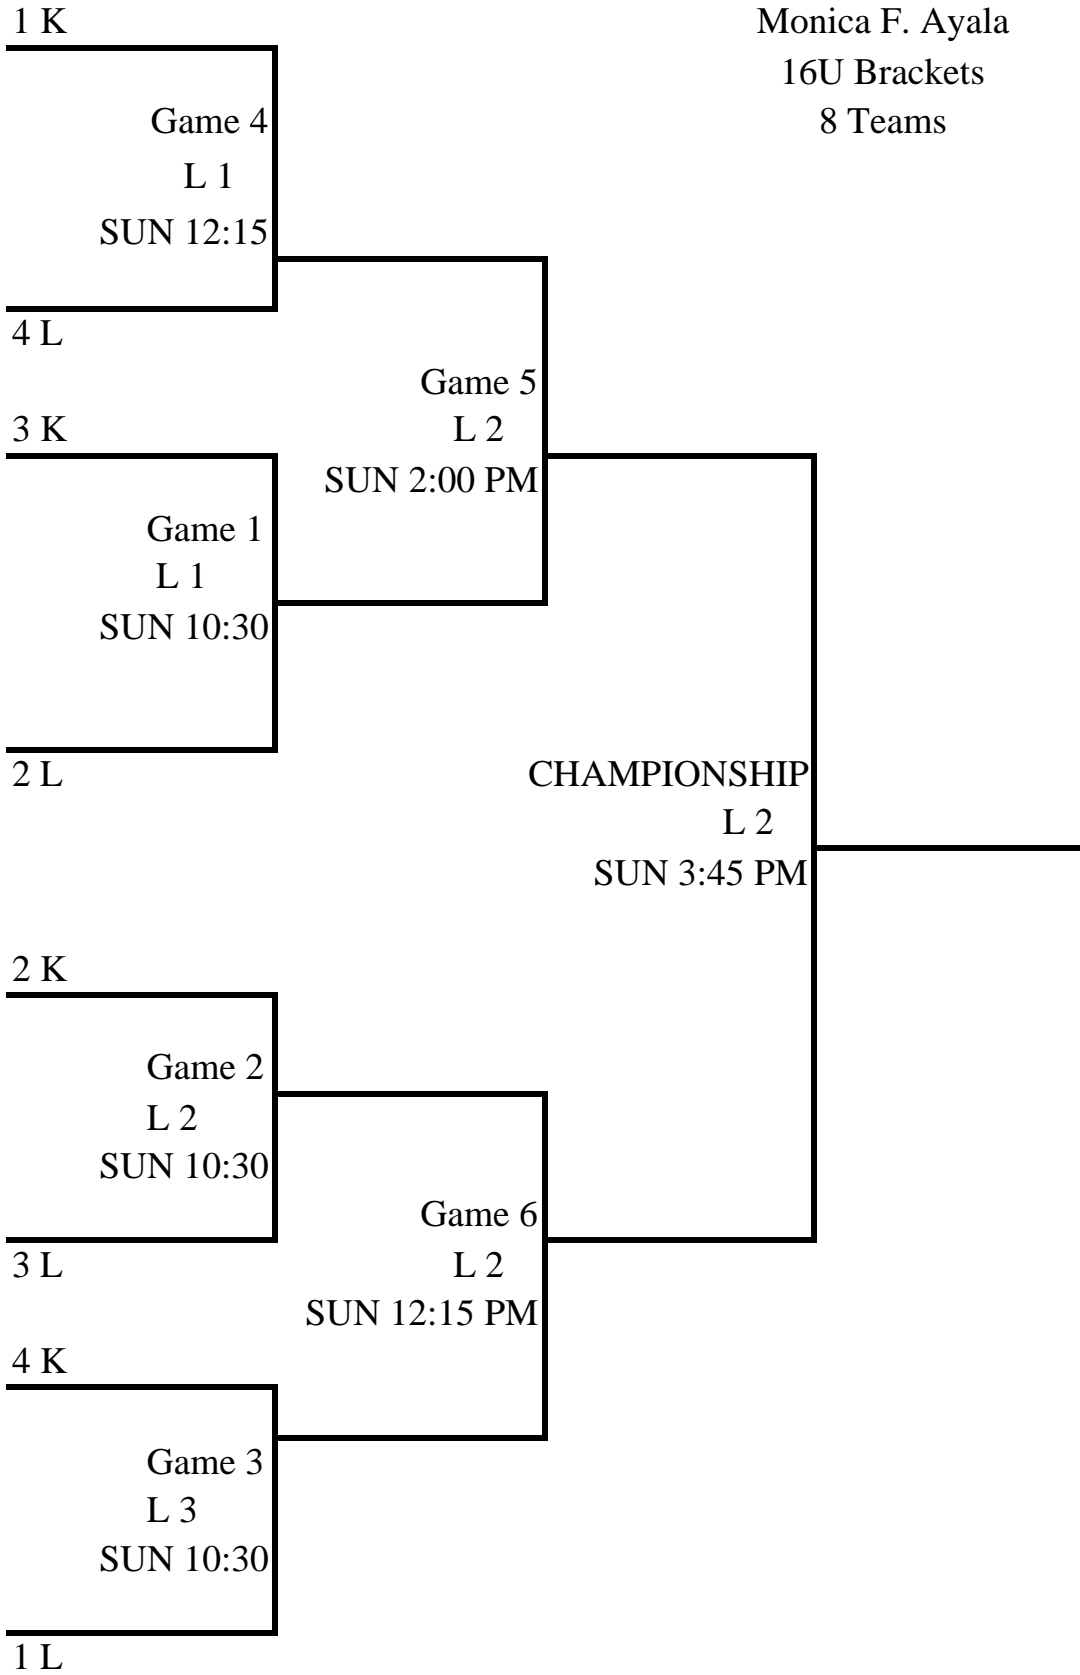 1 K
Monica F. Ayala
16U Brackets
8 Teams
Game 4
L 1
SUN 12:15
4 L
Game 5
L 2
SUN 2:00 PM
3 K
Game 1
L 1
SUN 10:30
2 L
CHAMPIONSHIP
L 2
SUN 3:45 PM
2 K
Game 2
L 2
SUN 10:30
3 L
Game 6
L 2
SUN 12:15 PM
4 K
Game 3
L 3
SUN 10:30
1 L